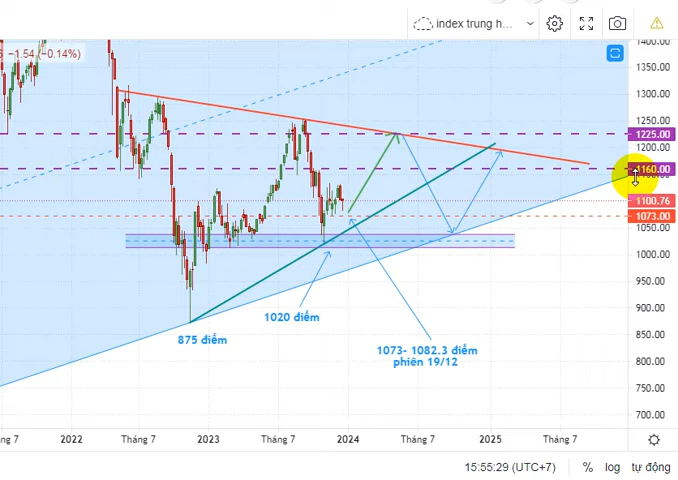 index trung h...
−1.54 (−0.14%)
1400.00
1350.00
1300.00
1250.00
1225.00
1200.00
1160.00
1100.76
1073.00
1050.00
1000.00
950.00
900.00
850.00
800.00
750.00
700.00
1020 điểm
875 điểm
1073- 1082.3 điểm
phiên 19/12
ng 7 2022 Tháng 7 2023 Tháng 7 2024 Tháng 7 2025 Tháng 7
15:55:29 (UTC+7) % log tự động